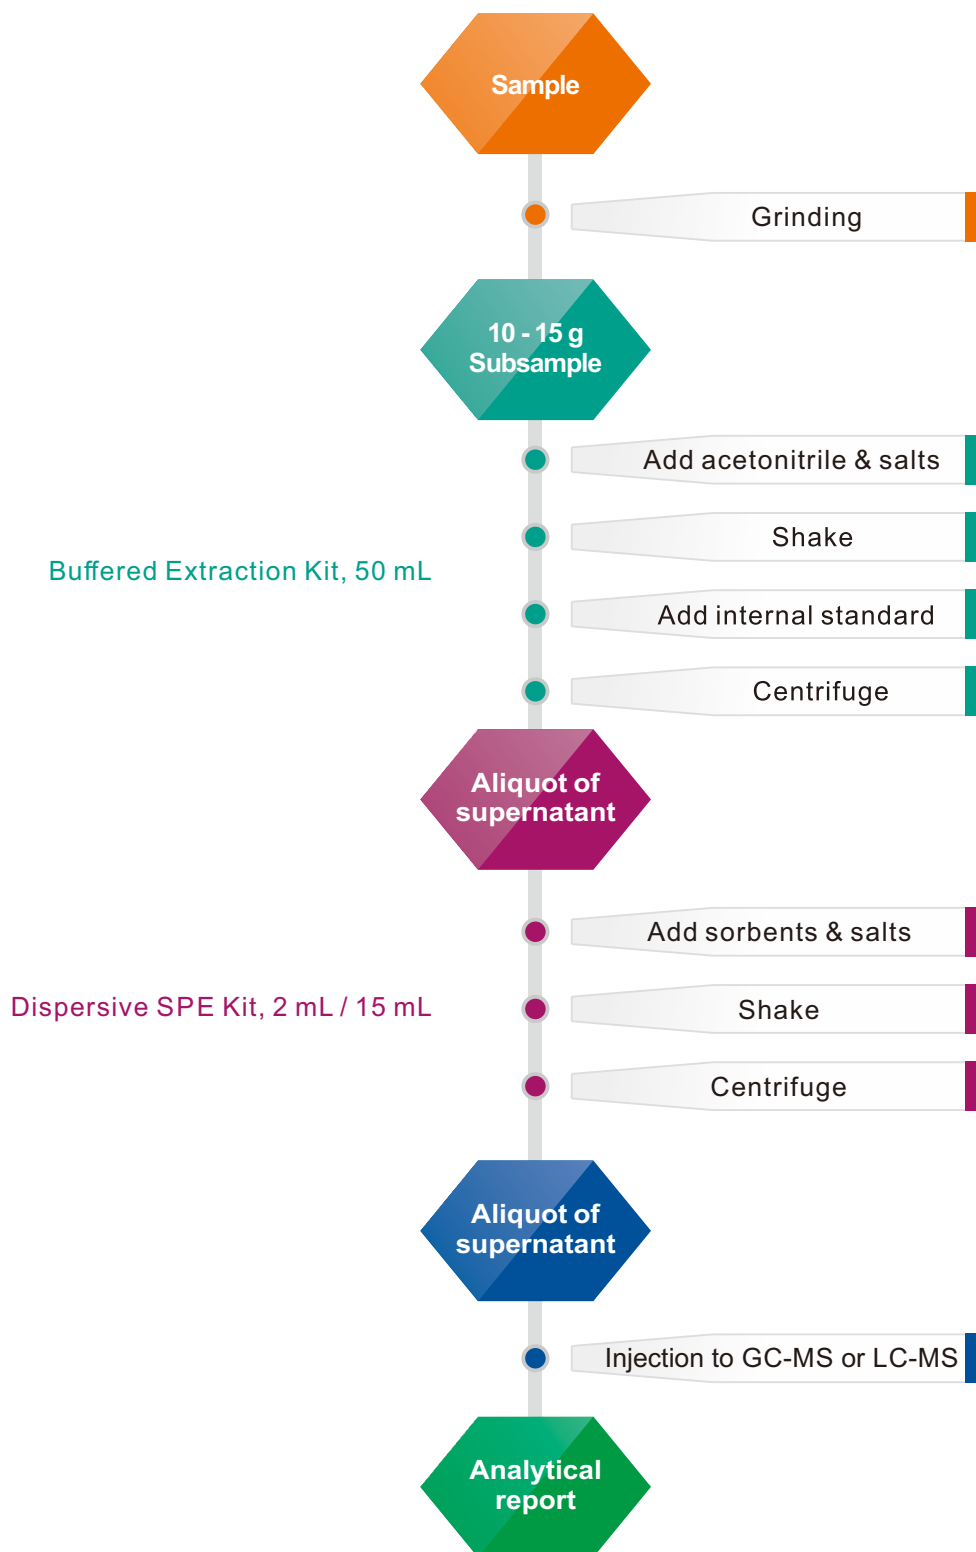 Sample
Grinding
10 - 15 g
Subsample
Add acetonitrile & salts
Shake
Buffered Extraction Kit, 50 mL
Add internal standard
Centrifuge
Aliquot of
supernatant
Add sorbents & salts
Dispersive SPE Kit, 2 mL / 15 mL
Shake
Centrifuge
Aliquot of
supernatant
Injection to GC-MS or LC-MS
Analytical
report